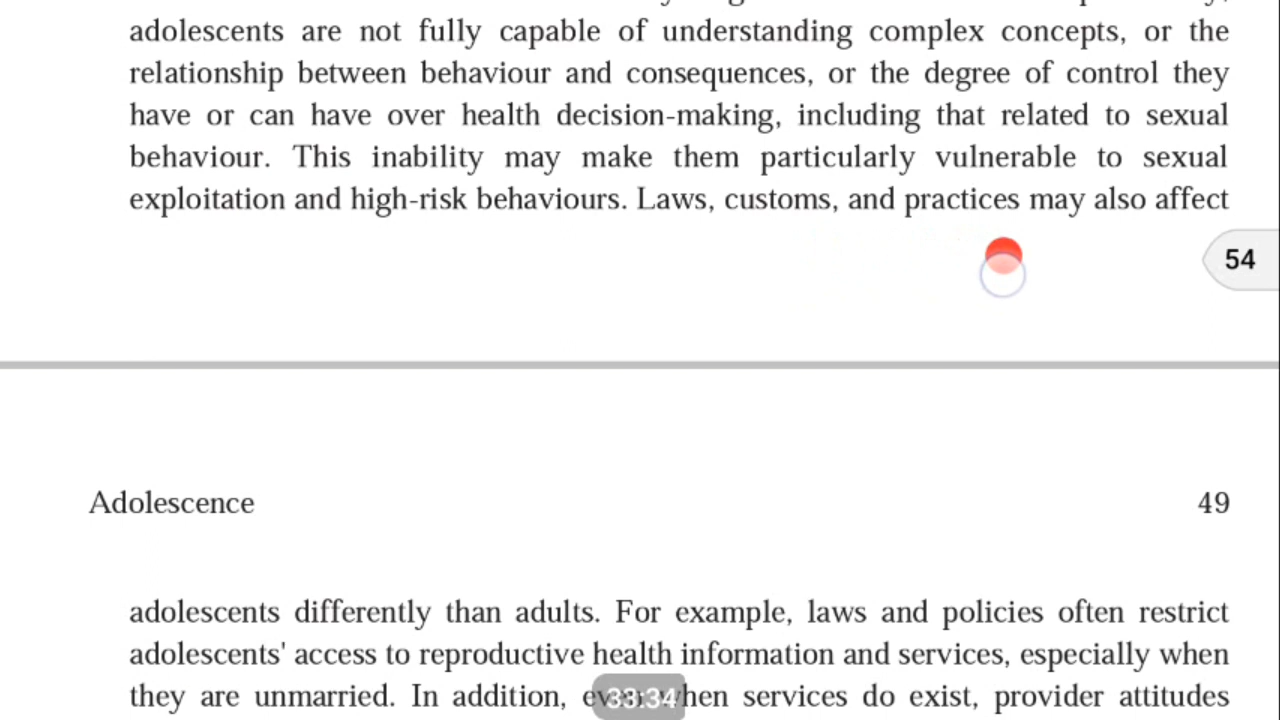 adolescents are not fully capable of understanding complex concepts, or the
relationship between behaviour and consequences, or the degree of control they
have or can have over health decision-making, including that related to sexual
behaviour. This inability may make them particularly vulnerable to sexual
exploitation and high-risk behaviours. Laws, customs, and practices may also affect
54
Adolescence 49
adolescents differently than adults. For example, laws and policies often restrict
adolescents' access to reproductive health information and services, especially when
they are unmarried. In addition, even when services do exist, provider attitudes
33:34